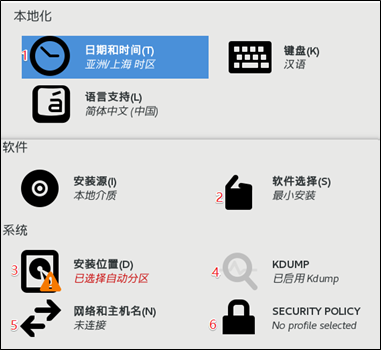 本地化
1
日期和时间(T)
亚洲/上海 时区
键盘(K)
汉语
á
语言支持(L)
简体中文 (中国)
软件
安装源(I)
本地介质
2
软件选择(S)
最小安装
系统
3
安装位置(D)
已选择自动分区
4
KDUMP
已启用 Kdump
5
网络和主机名(N)
未连接
6
SECURITY POLICY
No profile selected